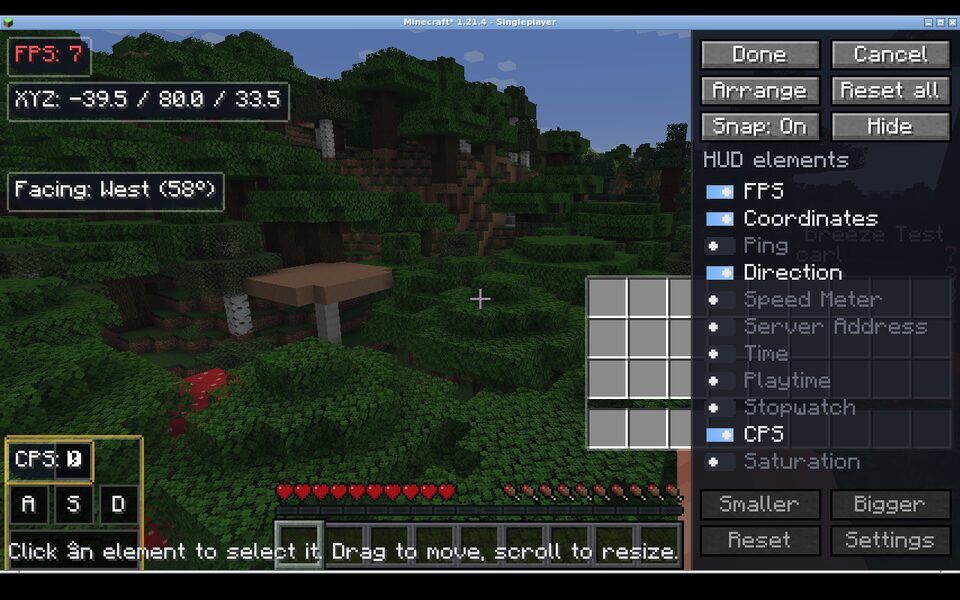 Minecraft* 1.21.4 - Singleplayer
FPS: 7
XYZ: -39.5 / 80.0 / 33.5
Facing: West (58°)
Done
Cancel
Arrange
Reset all
Snap: On
Hide
HUD elements
FPS
Coordinates
Breeze Test
Ping
carl
Direction
Speed Meter
Server Address
Time
Playtime
Stopwatch
CPS
Saturation
Smaller
Bigger
Reset
Settings
CPS: 0
A S D
Click an element to select it. Drag to move, scroll to resize.